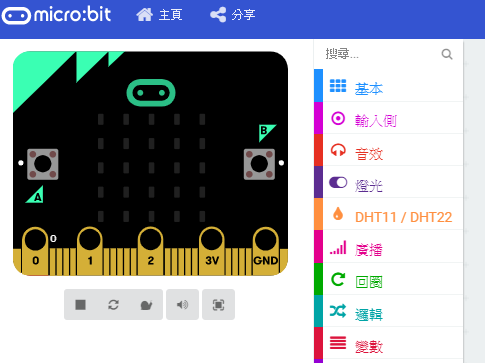 micro:bit 主頁 分享
搜尋...
基本
輸入側
音效
燈光
DHT11 / DHT22
廣播
回圈
邏輯
變數
B
A
0
0 1 2 3V GND